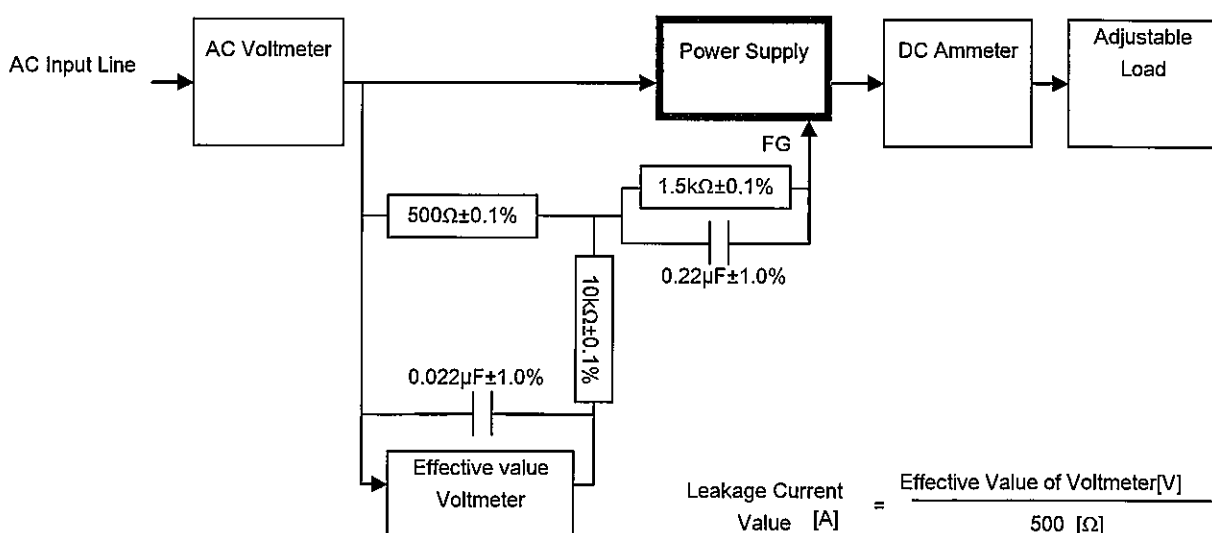 AC Input Line
AC Voltmeter
Power Supply
DC Ammeter
Adjustable
Load
FG
500Ω±0.1%
1.5kΩ±0.1%
0.22μF±1.0%
10kΩ±0.1%
0.022μF±1.0%
Effective value
Voltmeter
Leakage Current
Value [A]
=
Effective Value of Voltmeter[V]
500 [Ω]